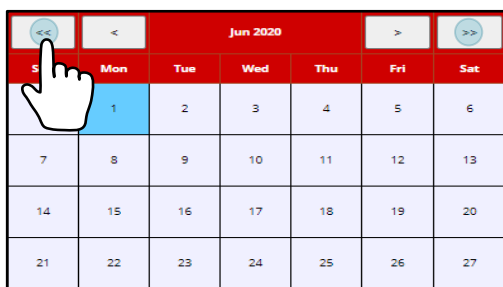 << < Jun 2020 > >>
Mon Tue Wed Thu Fri Sat
1 2 3 4 5 6
7 8 9 10 11 12 13
14 15 16 17 18 19 20
21 22 23 24 25 26 27